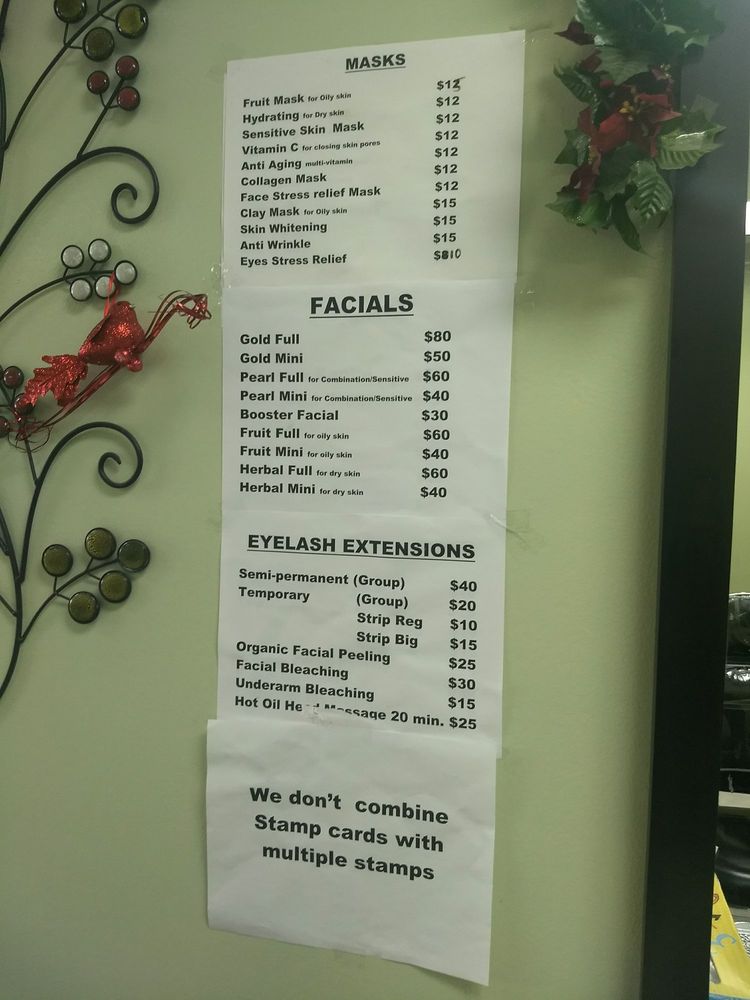 MASKS
Fruit Mask for Oily skin $12
Hydrating for Dry skin $12
Sensitive Skin Mask $12
Vitamin C for closing skin pores $12
Anti Aging multi-vitamin $12
Collagen Mask $12
Face Stress relief Mask $12
Clay Mask for Oily skin $15
Skin Whitening $15
Anti Wrinkle $15
Eyes Stress Relief $10
FACIALS
Gold Full $80
Gold Mini $50
Pearl Full for Combination/Sensitive $60
Pearl Mini for Combination/Sensitive $40
Booster Facial $30
Fruit Full for oily skin $60
Fruit Mini for oily skin $40
Herbal Full for dry skin $60
Herbal Mini for dry skin $40
EYELASH EXTENSIONS
Semi-permanent (Group) $40
Temporary (Group) $20
Strip Reg $10
Strip Big $15
Organic Facial Peeling $25
Facial Bleaching $30
Underarm Bleaching $15
Hot Oil Head Massage 20 min. $25
We don't combine
Stamp cards with
multiple stamps